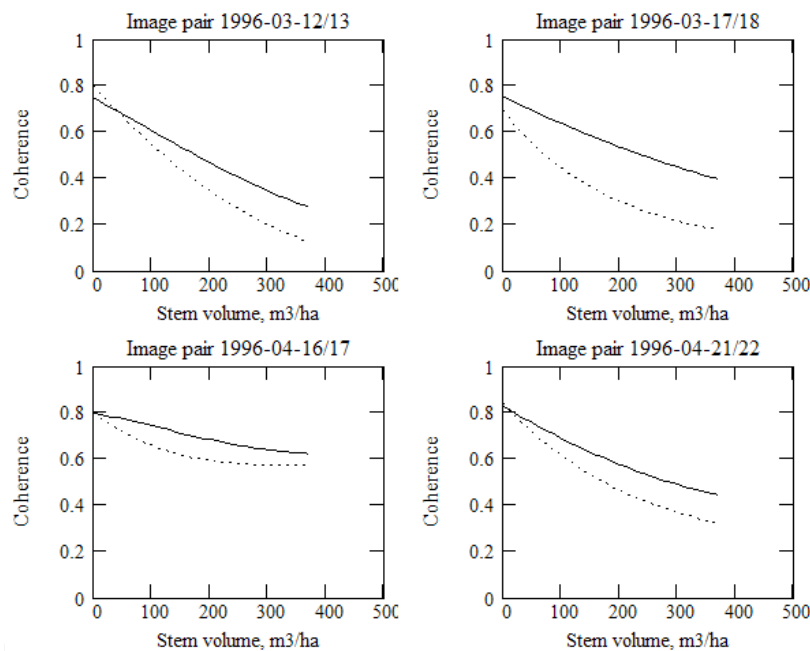 Image pair 1996-03-12/13
1
0.8
0.6
0.4
0.2
0
Coherence
0 100 200 300 400 500
Stem volume, m3/ha
Image pair 1996-03-17/18
1
0.8
0.6
0.4
0.2
0
Coherence
0 100 200 300 400 500
Stem volume, m3/ha
Image pair 1996-04-16/17
1
0.8
0.6
0.4
0.2
0
Coherence
0 100 200 300 400 500
Stem volume, m3/ha
Image pair 1996-04-21/22
1
0.8
0.6
0.4
0.2
0
Coherence
0 100 200 300 400 500
Stem volume, m3/ha